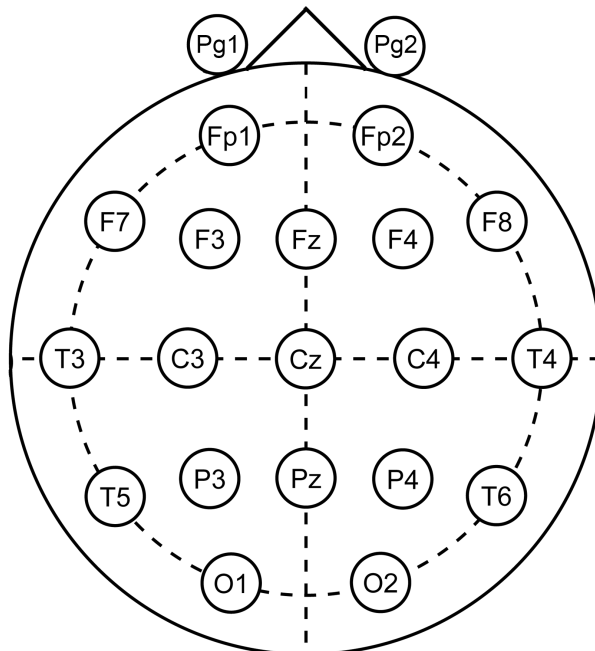 Pg1 Pg2
Fp1 Fp2
F7 F3 Fz F4 F8
T3 C3 Cz C4 T4
T5 P3 Pz P4 T6
O1 O2